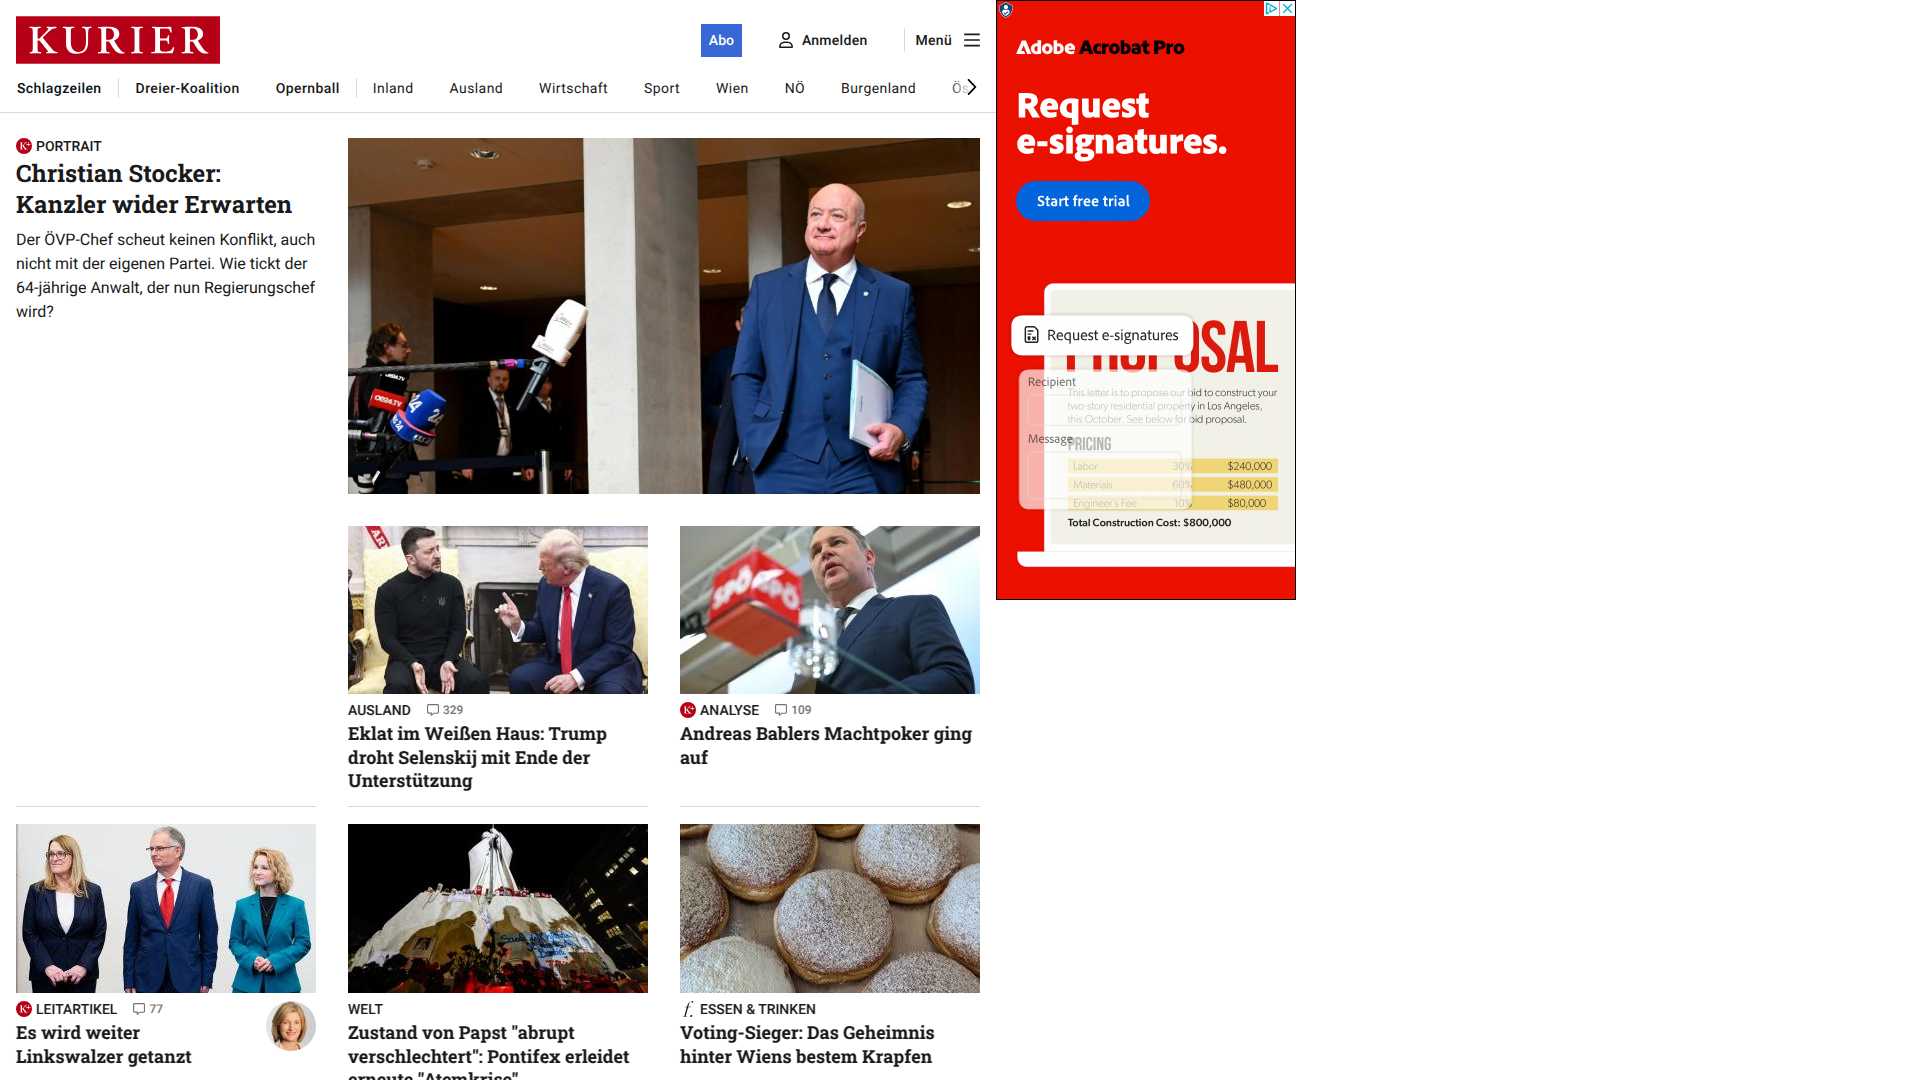 KURIER
Abo
Anmelden
Menü
Schlagzeilen
Dreier-Koalition
Opernball
Inland
Ausland
Wirtschaft
Sport
Wien
NÖ
Burgenland
PORTRAIT
Christian Stocker:
Kanzler wider Erwarten
Der ÖVP-Chef scheut keinen Konflikt, auch
nicht mit der eigenen Partei. Wie tickt der
64-jährige Anwalt, der nun Regierungschef
wird?
OE24.TV
24
AUSLAND 329
Eklat im Weißen Haus: Trump
droht Selenskij mit Ende der
Unterstützung
SPÖ
K+ ANALYSE 109
Andreas Bablers Machtpoker ging
auf
K+ LEITARTIKEL 77
Es wird weiter
Linkswalzer getanzt
WELT
Zustand von Papst "abrupt
verschlechtert": Pontifex erleidet
erneute "Atemkrise"
f. ESSEN & TRINKEN
Voting-Sieger: Das Geheimnis
hinter Wiens bestem Krapfen
Adobe Acrobat Pro
Request
e-signatures.
Start free trial
PROPOSAL
Request e-signatures
Recipient
This letter is to propose our bid to construct your
two-story residential property in Los Angeles,
this October. See below for bid proposal.
Message
PRICING
Labor 30% $240,000
Materials 60% $480,000
Engineer's Fee 10% $80,000
Total Construction Cost: $800,000